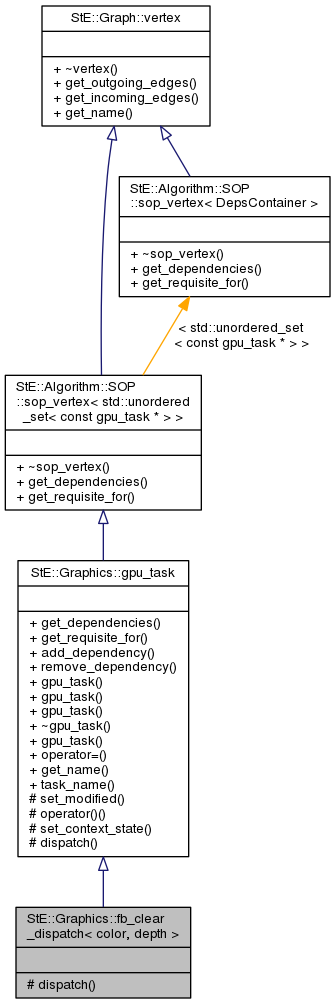 StE::Graph::vertex
+ ~vertex()
+ get_outgoing_edges()
+ get_incoming_edges()
+ get_name()
StE::Algorithm::SOP
::sop_vertex< DepsContainer >
+ ~sop_vertex()
+ get_dependencies()
+ get_requisite_for()
< std::unordered_set
< const gpu_task * > >
StE::Algorithm::SOP
::sop_vertex< std::unordered
_set< const gpu_task * > >
+ ~sop_vertex()
+ get_dependencies()
+ get_requisite_for()
StE::Graphics::gpu_task
+ get_dependencies()
+ get_requisite_for()
+ add_dependency()
+ remove_dependency()
+ gpu_task()
+ gpu_task()
+ gpu_task()
+ ~gpu_task()
+ gpu_task()
+ operator=()
+ get_name()
+ task_name()
# set_modified()
# operator()()
# set_context_state()
# dispatch()
StE::Graphics::fb_clear
_dispatch< color, depth >
# dispatch()